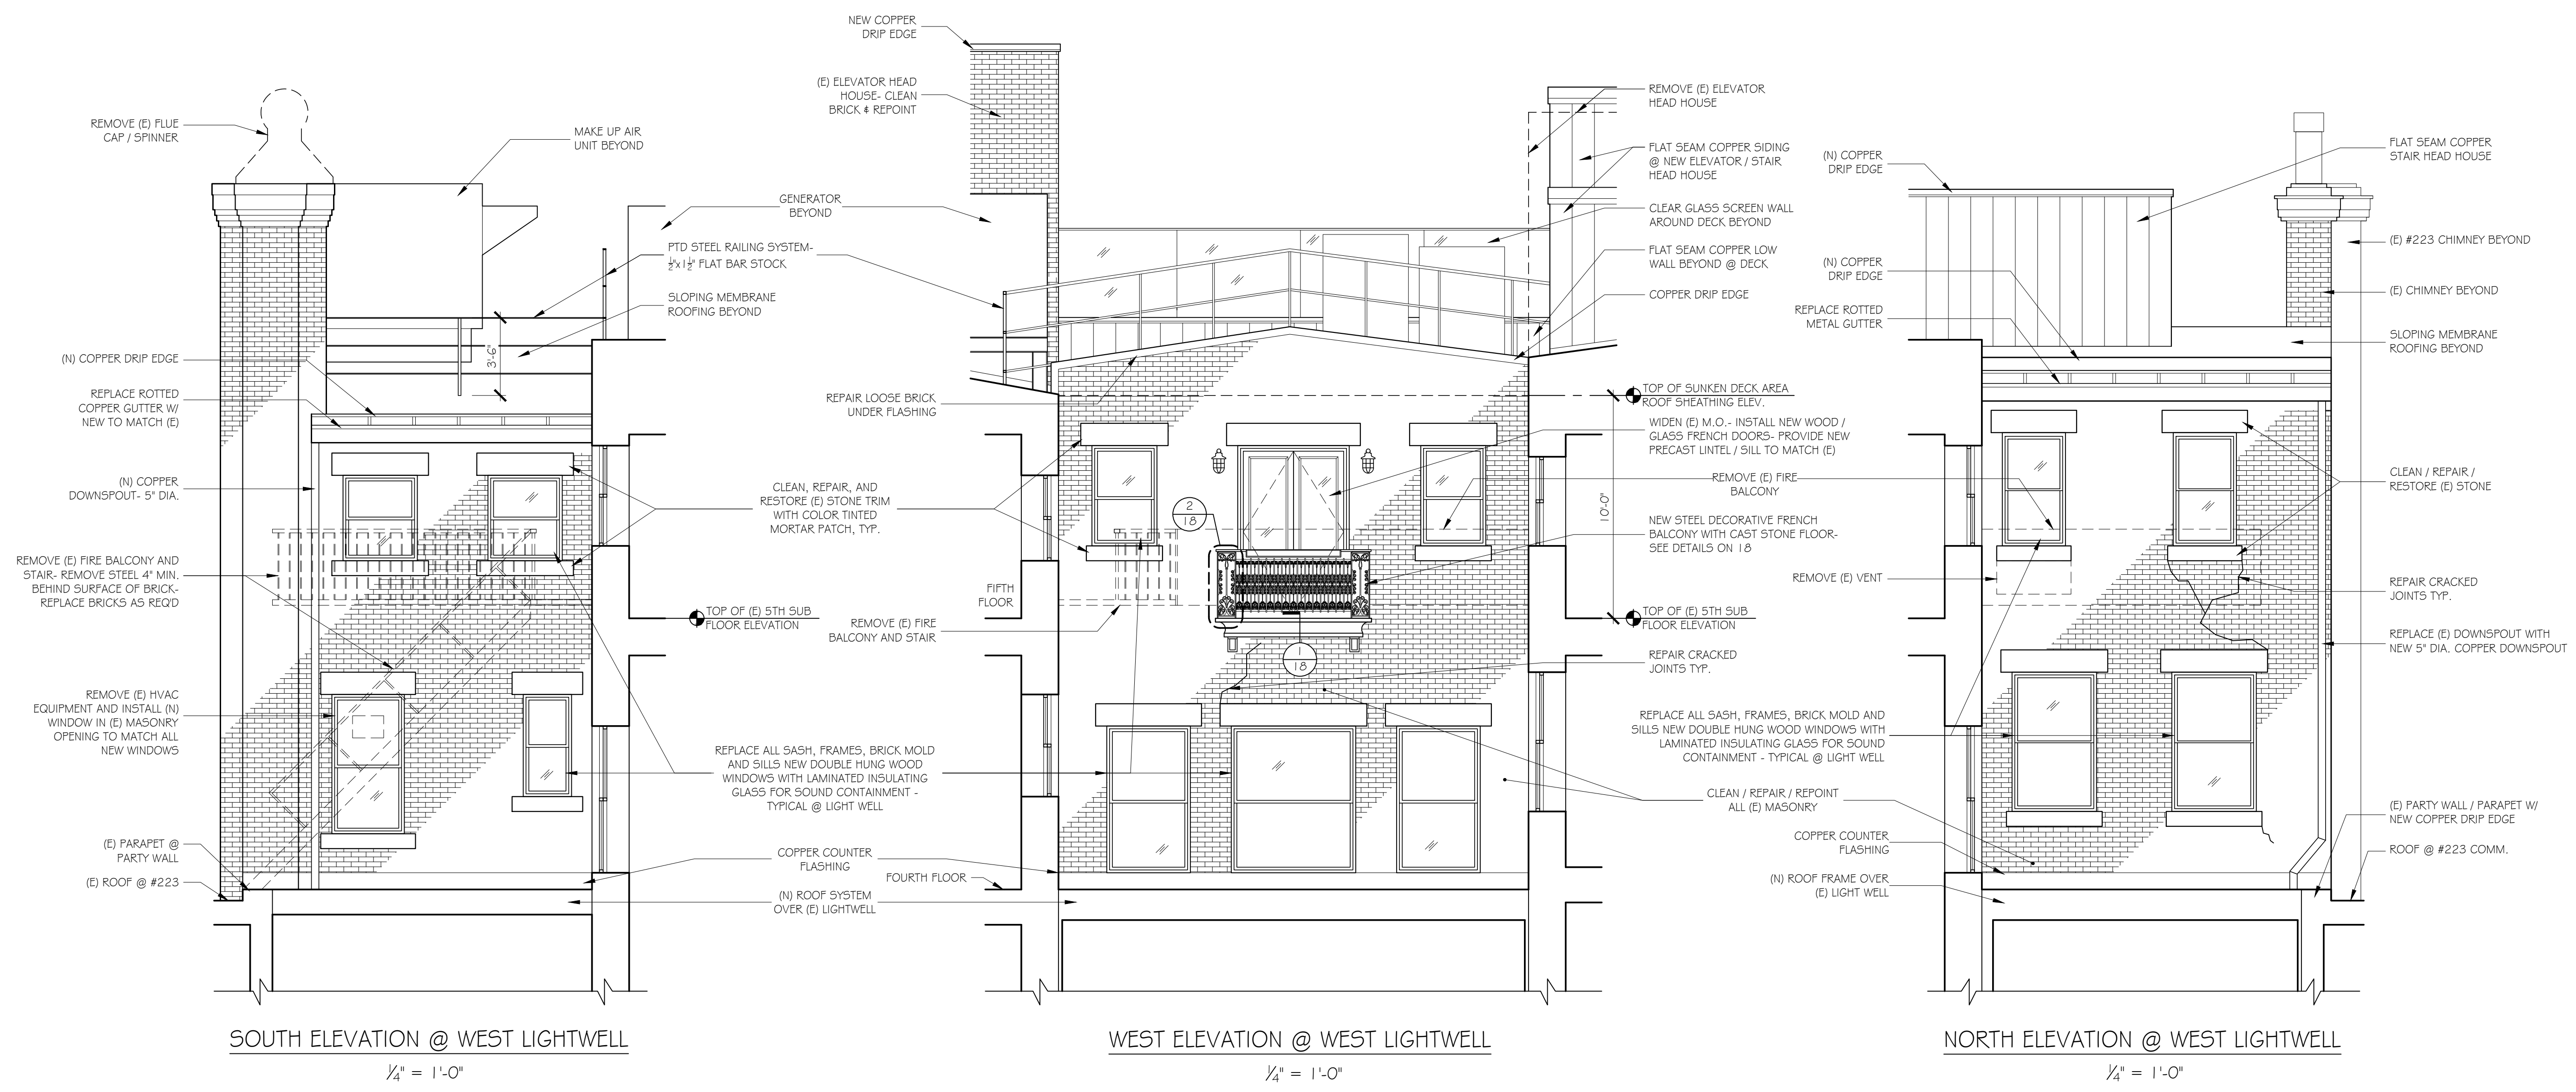 REMOVE (E) FLUE
CAP / SPINNER
MAKE UP AIR
UNIT BEYOND
GENERATOR
BEYOND
PTD STEEL RAILING SYSTEM-
½"x1½" FLAT BAR STOCK
SLOPING MEMBRANE
ROOFING BEYOND
3'-6"
(N) COPPER DRIP EDGE
REPLACE ROTTED
COPPER GUTTER W/
NEW TO MATCH (E)
(N) COPPER
DOWNSPOUT- 5" DIA.
CLEAN, REPAIR, AND
RESTORE (E) STONE TRIM
WITH COLOR TINTED
MORTAR PATCH, TYP.
REMOVE (E) FIRE BALCONY AND
STAIR- REMOVE STEEL 4" MIN.
BEHIND SURFACE OF BRICK-
REPLACE BRICKS AS REQ'D
TOP OF (E) 5TH SUB
FLOOR ELEVATION
REMOVE (E) HVAC
EQUIPMENT AND INSTALL (N)
WINDOW IN (E) MASONRY
OPENING TO MATCH ALL
NEW WINDOWS
REPLACE ALL SASH, FRAMES, BRICK MOLD
AND SILLS NEW DOUBLE HUNG WOOD
WINDOWS WITH LAMINATED INSULATING
GLASS FOR SOUND CONTAINMENT -
TYPICAL @ LIGHT WELL
(E) PARAPET @
PARTY WALL
(E) ROOF @ #223
COPPER COUNTER
FLASHING
(N) ROOF SYSTEM
OVER (E) LIGHTWELL
SOUTH ELEVATION @ WEST LIGHTWELL
¼" = 1'-0"
NEW COPPER
DRIP EDGE
(E) ELEVATOR HEAD
HOUSE- CLEAN
BRICK & REPOINT
REMOVE (E) ELEVATOR
HEAD HOUSE
FLAT SEAM COPPER SIDING
@ NEW ELEVATOR / STAIR
HEAD HOUSE
CLEAR GLASS SCREEN WALL
AROUND DECK BEYOND
FLAT SEAM COPPER LOW
WALL BEYOND @ DECK
COPPER DRIP EDGE
REPAIR LOOSE BRICK
UNDER FLASHING
TOP OF SUNKEN DECK AREA
ROOF SHEATHING ELEV.
WIDEN (E) M.O.- INSTALL NEW WOOD /
GLASS FRENCH DOORS- PROVIDE NEW
PRECAST LINTEL / SILL TO MATCH (E)
REMOVE (E) FIRE
BALCONY
10'-0"
2
18
NEW STEEL DECORATIVE FRENCH
BALCONY WITH CAST STONE FLOOR-
SEE DETAILS ON 18
FIFTH
FLOOR
TOP OF (E) 5TH SUB
FLOOR ELEVATION
REMOVE (E) FIRE
BALCONY AND STAIR
1
18
REPAIR CRACKED
JOINTS TYP.
CLEAN / REPAIR / REPOINT
ALL (E) MASONRY
FOURTH FLOOR
WEST ELEVATION @ WEST LIGHTWELL
¼" = 1'-0"
(N) COPPER
DRIP EDGE
FLAT SEAM COPPER
STAIR HEAD HOUSE
(E) #223 CHIMNEY BEYOND
(N) COPPER
DRIP EDGE
(E) CHIMNEY BEYOND
REPLACE ROTTED
METAL GUTTER
SLOPING MEMBRANE
ROOFING BEYOND
CLEAN / REPAIR /
RESTORE (E) STONE
REMOVE (E) VENT
REPAIR CRACKED
JOINTS TYP.
REPLACE (E) DOWNSPOUT WITH
NEW 5" DIA. COPPER DOWNSPOUT
REPLACE ALL SASH, FRAMES, BRICK MOLD AND
SILLS NEW DOUBLE HUNG WOOD WINDOWS WITH
LAMINATED INSULATING GLASS FOR SOUND
CONTAINMENT - TYPICAL @ LIGHT WELL
(E) PARTY WALL / PARAPET W/
NEW COPPER DRIP EDGE
COPPER COUNTER
FLASHING
ROOF @ #223 COMM.
(N) ROOF FRAME OVER
(E) LIGHT WELL
NORTH ELEVATION @ WEST LIGHTWELL
¼" = 1'-0"